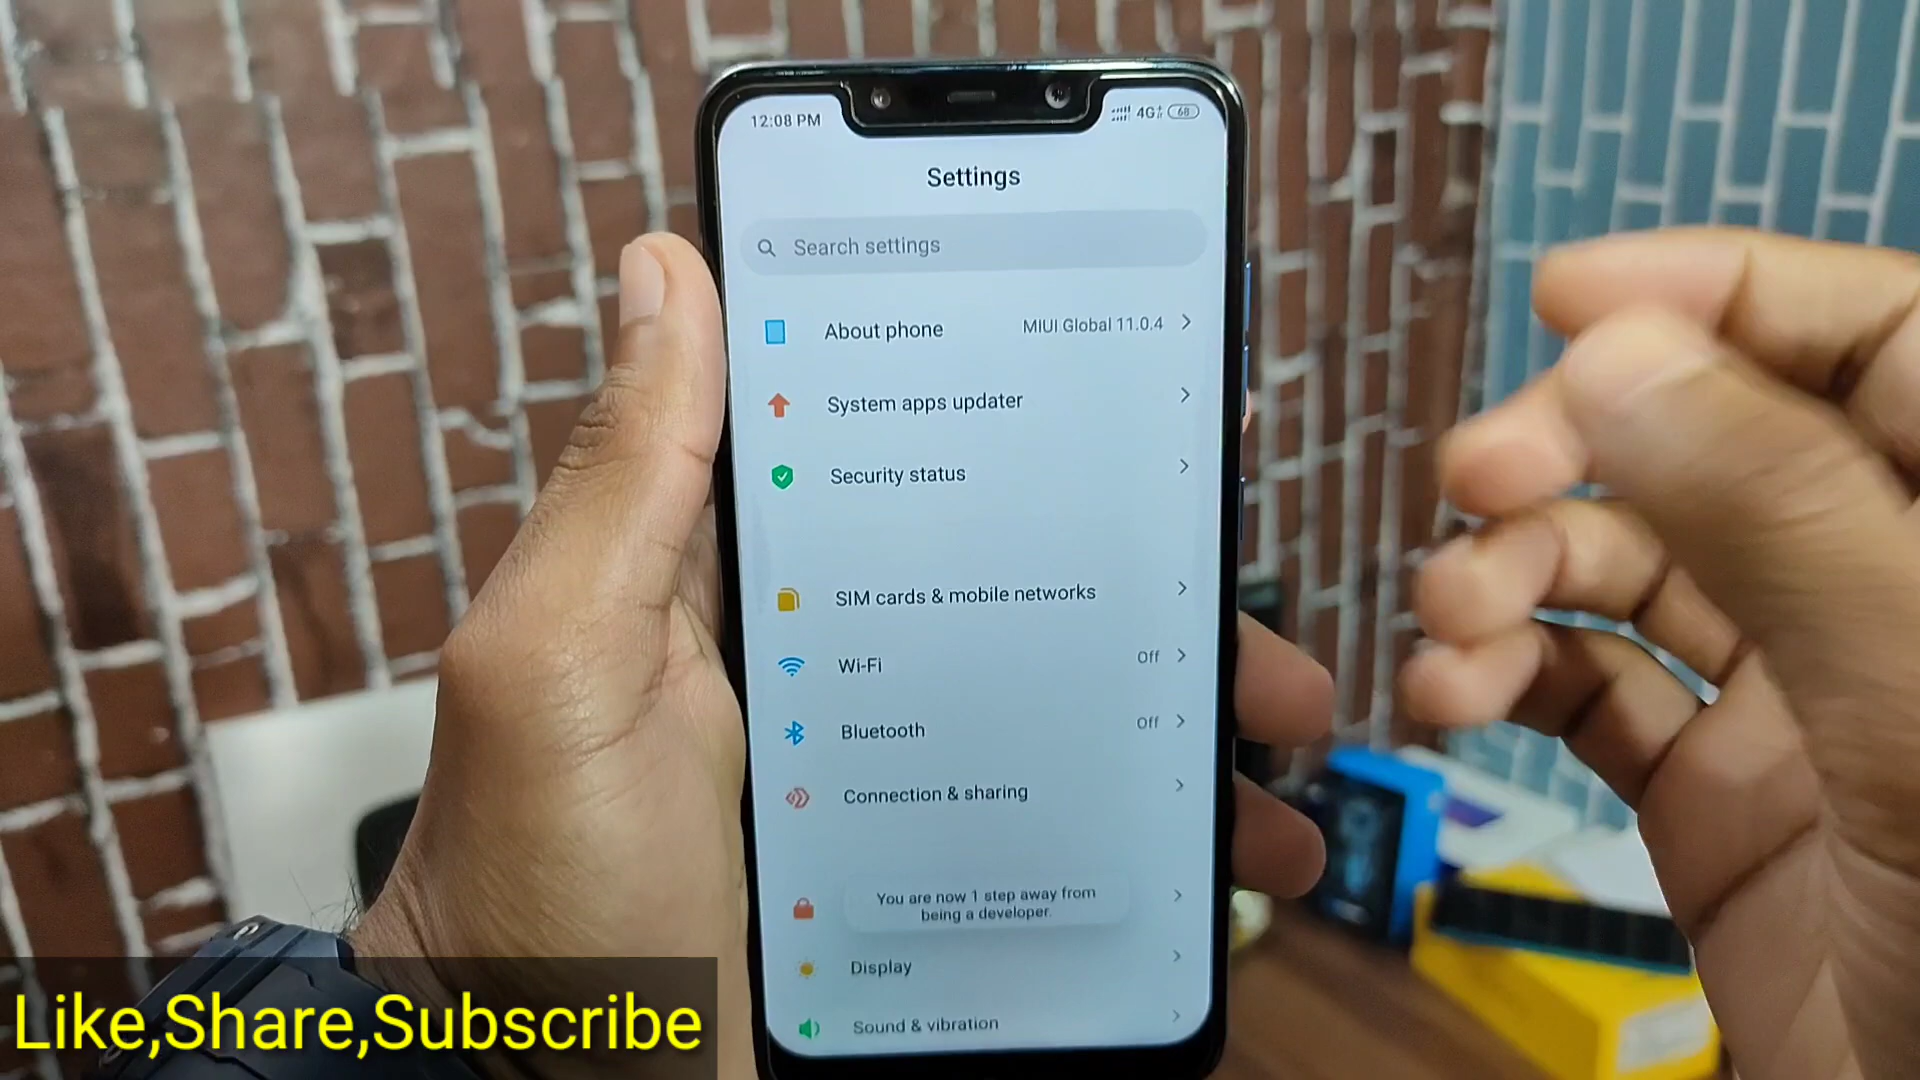 12:08 PM
4G+
68
Settings
Search settings
About phone
MIUI Global 11.0.4
System apps updater
Security status
SIM cards & mobile networks
Wi-Fi
Off
Bluetooth
Off
Connection & sharing
You are now 1 step away from
being a developer.
Display
Sound & vibration
Like,Share,Subscribe